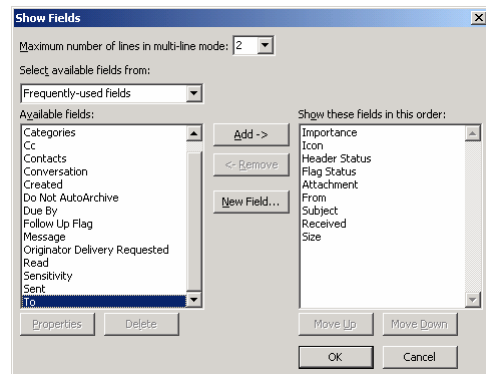 Show Fields
Maximum number of lines in multi-line mode: 2
Select available fields from:
Frequently-used fields
Available fields:
Categories
Cc
Contacts
Conversation
Created
Do Not AutoArchive
Due By
Follow Up Flag
Message
Originator Delivery Requested
Read
Sensitivity
Sent
To
Properties Delete
Add ->
<- Remove
New Field...
Show these fields in this order:
Importance
Icon
Header Status
Flag Status
Attachment
From
Subject
Received
Size
Move Up Move Down
OK Cancel